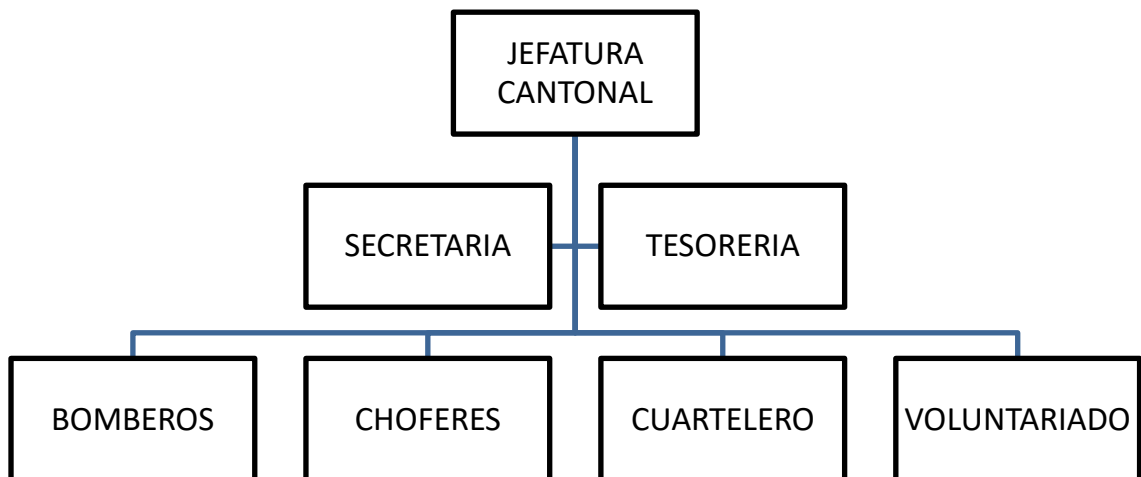 JEFATURA
CANTONAL
SECRETARIA
TESORERIA
BOMBEROS
CHOFERES
CUARTELERO
VOLUNTARIADO